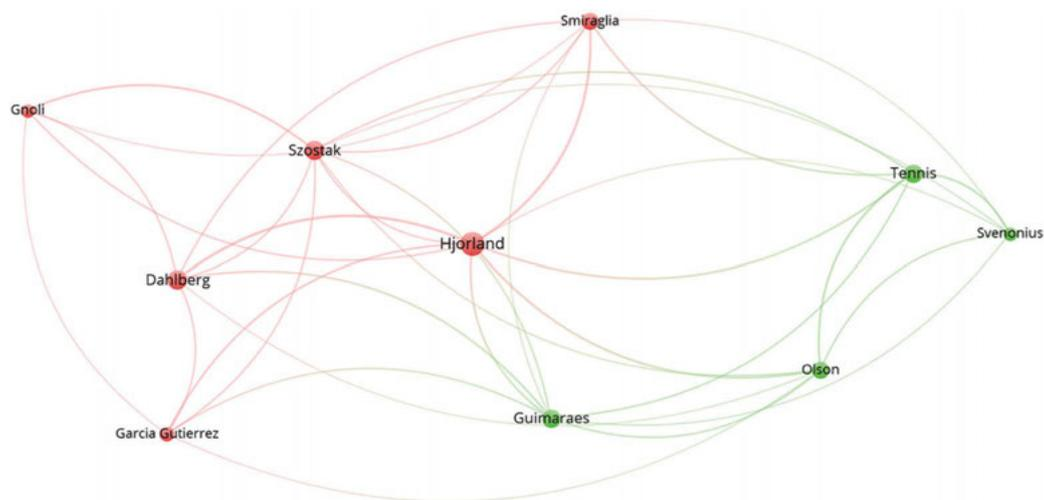 Smiraglia
Gnoli
Szostak
Tennis
Svenonius
Hjorland
Dahlberg
Olson
Guimaraes
Garcia Gutierrez